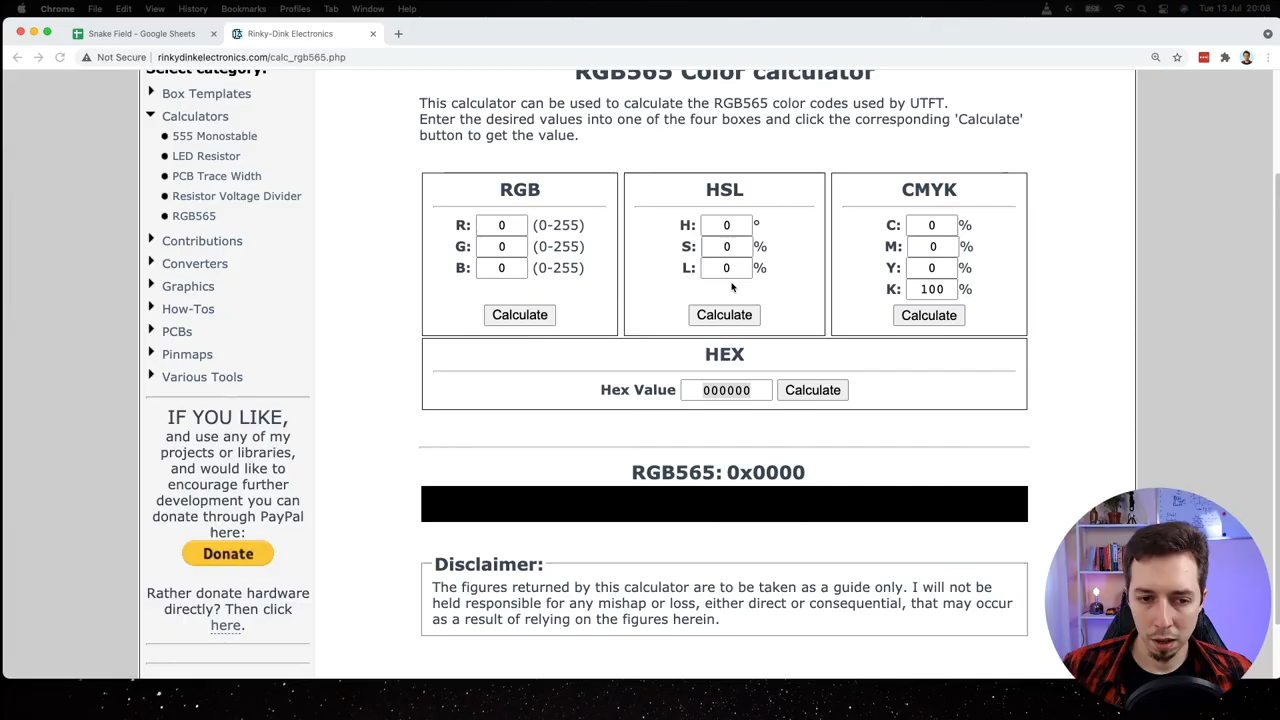 Chrome File Edit View History Bookmarks Profiles Tab Window Help Tue 13 Jul 20:08
Snake Field - Google Sheets
Rinky-Dink Electronics
Not Secure rinkydinkelectronics.com/calc_rgb565.php
Select category:
Box Templates
Calculators
555 Monostable
LED Resistor
PCB Trace Width
Resistor Voltage Divider
RGB565
Contributions
Converters
Graphics
How-Tos
PCBs
Pinmaps
Various Tools
IF YOU LIKE,
and use any of my
projects or libraries,
and would like to
encourage further
development you can
donate through PayPal
here:
Donate
Rather donate hardware
directly? Then click
here.
RGB565 Color calculator
This calculator can be used to calculate the RGB565 color codes used by UTFT.
Enter the desired values into one of the four boxes and click the corresponding 'Calculate'
button to get the value.
RGB
R: 0 (0-255)
G: 0 (0-255)
B: 0 (0-255)
Calculate
HSL
H: 0 °
S: 0 %
L: 0 %
Calculate
CMYK
C: 0 %
M: 0 %
Y: 0 %
K: 100 %
Calculate
HEX
Hex Value 000000 Calculate
RGB565: 0x0000
Disclaimer:
The figures returned by this calculator are to be taken as a guide only. I will not be
held responsible for any mishap or loss, either direct or consequential, that may occur
as a result of relying on the figures herein.